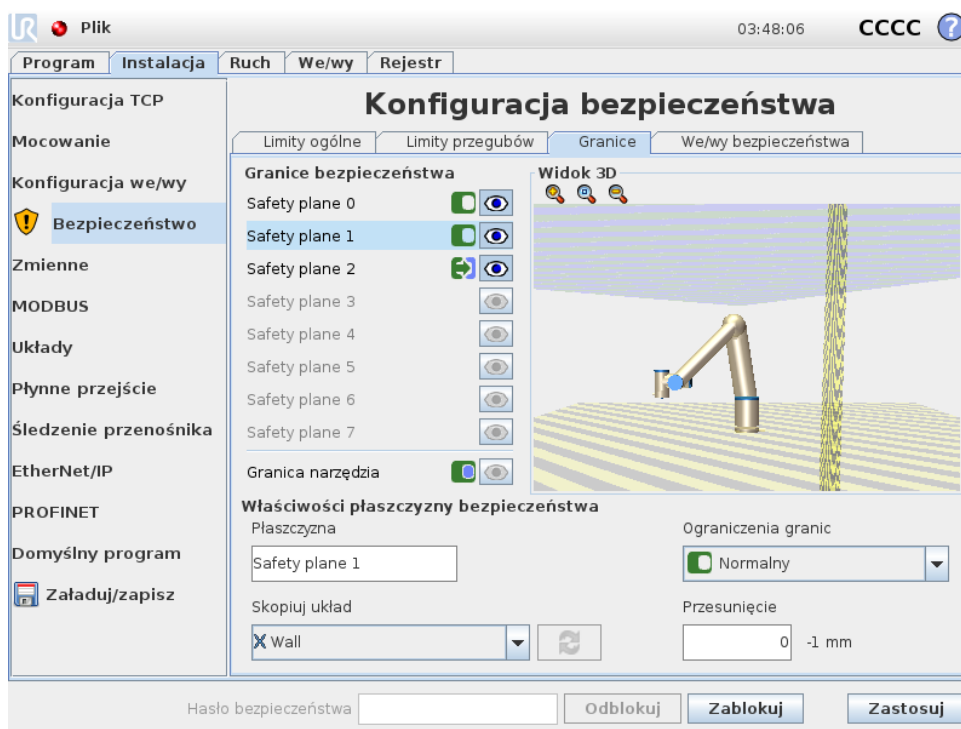 UR Plik 03:48:06 CCCC ?
Program Instalacja Ruch We/wy Rejestr
Konfiguracja TCP
Mocowanie
Konfiguracja we/wy
Bezpieczeństwo
Zmienne
MODBUS
Układy
Płynne przejście
Śledzenie przenośnika
EtherNet/IP
PROFINET
Domyślny program
Załaduj/zapisz
Konfiguracja bezpieczeństwa
Limity ogólne Limity przegubów Granice We/wy bezpieczeństwa
Granice bezpieczeństwa
Safety plane 0
Safety plane 1
Safety plane 2
Safety plane 3
Safety plane 4
Safety plane 5
Safety plane 6
Safety plane 7
Granica narzędzia
Widok 3D
Właściwości płaszczyzny bezpieczeństwa
Płaszczyzna Ograniczenia granic
Safety plane 1 Normalny
Skopiuj układ Przesunięcie
Wall 0 -1 mm
Hasło bezpieczeństwa Odblokuj Zablokuj Zastosuj